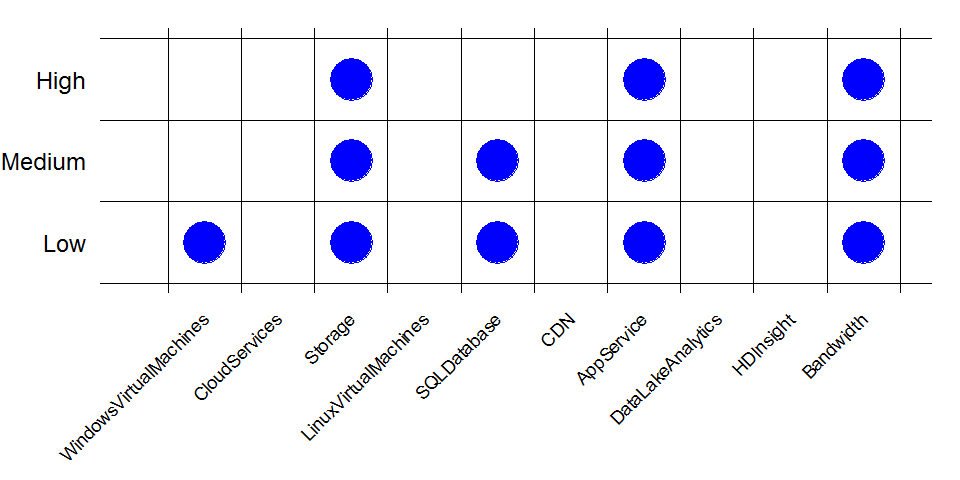 High
Medium
Low
WindowsVirtualMachines
CloudServices
Storage
LinuxVirtualMachines
SQLDatabase
CDN
AppService
DataLakeAnalytics
HDInsight
Bandwidth